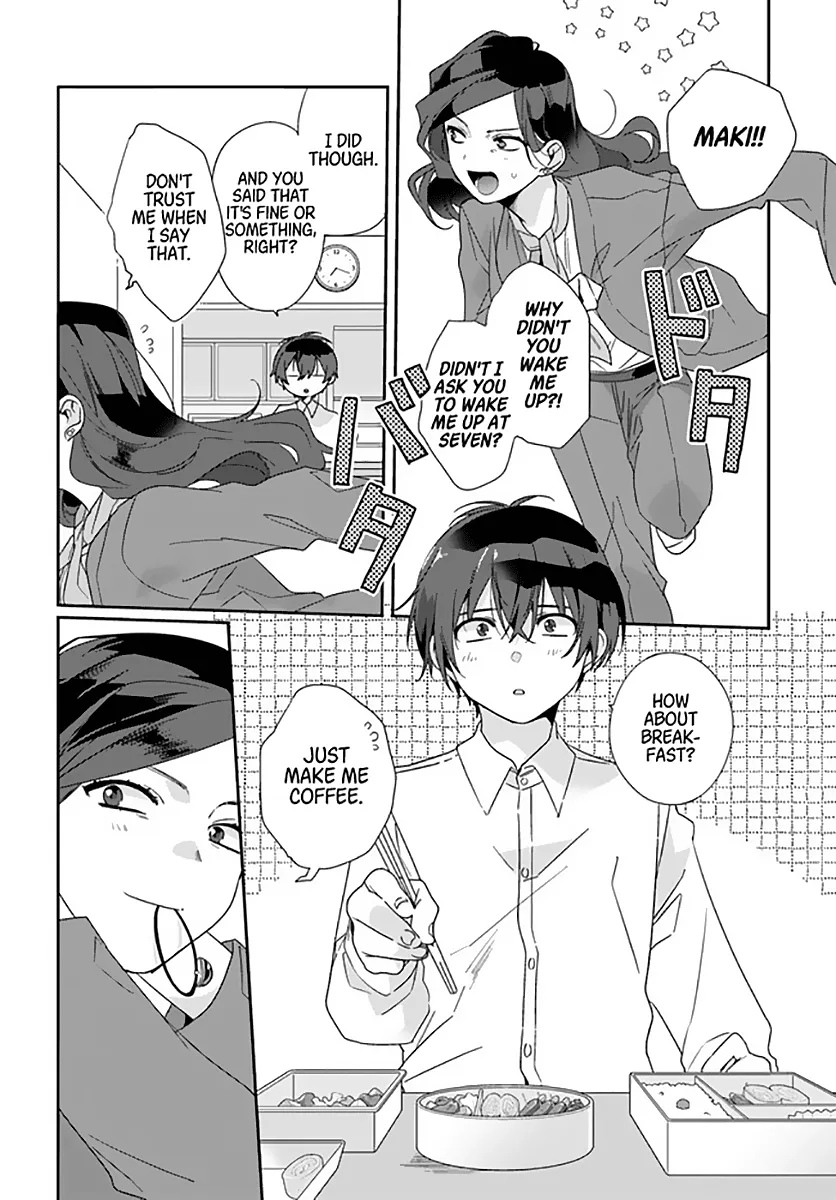 MAKI!!
WHY
DIDN'T
YOU
WAKE
ME
UP?!
DIDN'T I
ASK YOU
TO WAKE
ME UP AT
SEVEN?
ドタ
バタ
I DID
THOUGH.
AND YOU
SAID THAT
IT'S FINE OR
SOMETHING,
RIGHT?
DON'T
TRUST
ME WHEN
I SAY
THAT.
HOW
ABOUT
BREAK-
FAST?
JUST
MAKE ME
COFFEE.